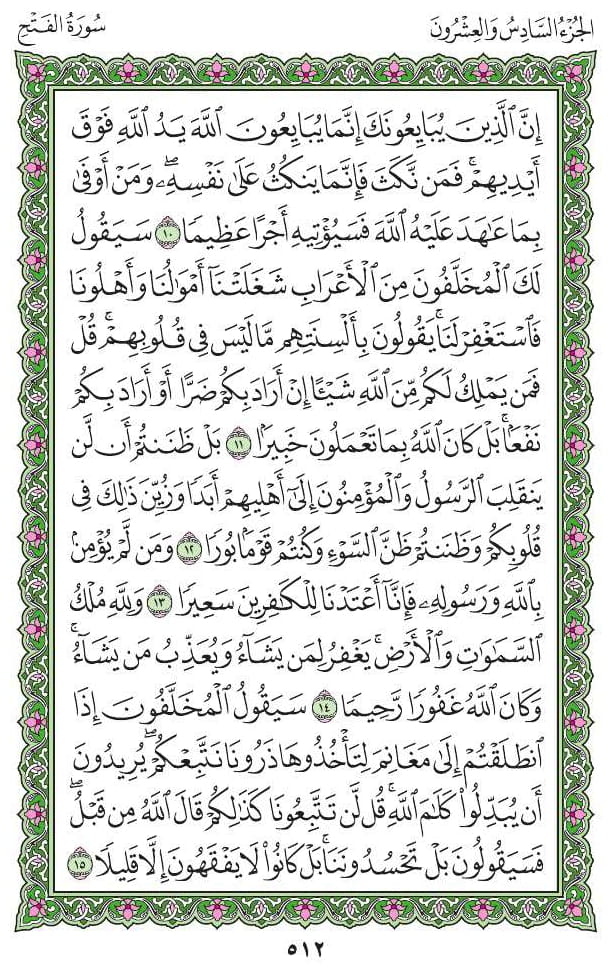 سُورَةُ الفَتْحِ
الجُزْءُ السَّادِسُ وَالعِشْرُونَ
إِنَّ ٱلَّذِينَ يُبَايِعُونَكَ إِنَّمَا يُبَايِعُونَ ٱللَّهَ يَدُ ٱللَّهِ فَوْقَ
أَيْدِيهِمْۚ فَمَن نَّكَثَ فَإِنَّمَا يَنكُثُ عَلَىٰ نَفْسِهِۦۖ وَمَنْ أَوْفَىٰ
بِمَا عَٰهَدَ عَلَيْهُ ٱللَّهَ فَسَيُؤْتِيهِ أَجْرًا عَظِيمًا ١٠ سَيَقُولُ
لَكَ ٱلْمُخَلَّفُونَ مِنَ ٱلْأَعْرَابِ شَغَلَتْنَآ أَمْوَٰلُنَا وَأَهْلُونَا
فَٱسْتَغْفِرْ لَنَاۚ يَقُولُونَ بِأَلْسِنَتِهِم مَّا لَيْسَ فِى قُلُوبِهِمْۚ قُلْ
فَمَن يَمْلِكُ لَكُم مِّنَ ٱللَّهِ شَيْـًٔا إِنْ أَرَادَ بِكُمْ ضَرًّا أَوْ أَرَادَ بِكُمْ
نَفْعًۢاۚ بَلْ كَانَ ٱللَّهُ بِمَا تَعْمَلُونَ خَبِيرًۢا ١١ بَلْ ظَنَنتُمْ أَن لَّن
يَنقَلِبَ ٱلرَّسُولُ وَٱلْمُؤْمِنُونَ إِلَىٰٓ أَهْلِيهِمْ أَبَدًا وَزُيِّنَ ذَٰلِكَ فِى
قُلُوبِكُمْ وَظَنَنتُمْ ظَنَّ ٱلسَّوْءِ وَكُنتُمْ قَوْمًۢا بُورًا ١٢ وَمَن لَّمْ يُؤْمِنۢ
بِٱللَّهِ وَرَسُولِهِۦ فَإِنَّآ أَعْتَدْنَا لِلْكَٰفِرِينَ سَعِيرًا ١٣ وَلِلَّهِ مُلْكُ
ٱلسَّمَٰوَٰتِ وَٱلْأَرْضِۚ يَغْفِرُ لِمَن يَشَآءُ وَيُعَذِّبُ مَن يَشَآءُۚ
وَكَانَ ٱللَّهُ غَفُورًا رَّحِيمًا ١٤ سَيَقُولُ ٱلْمُخَلَّفُونَ إِذَا
ٱنطَلَقْتُمْ إِلَىٰ مَغَانِمَ لِتَأْخُذُوهَا ذَرُونَا نَتَّبِعْكُمْۖ يُرِيدُونَ
أَن يُبَدِّلُوا۟ كَلَٰمَ ٱللَّهِۚ قُل لَّن تَتَّبِعُونَا كَذَٰلِكُمْ قَالَ ٱللَّهُ مِن قَبْلُۖ
فَسَيَقُولُونَ بَلْ تَحْسُدُونَنَاۚ بَلْ كَانُوا۟ لَا يَفْقَهُونَ إِلَّا قَلِيلًا ١٥
٥١٢